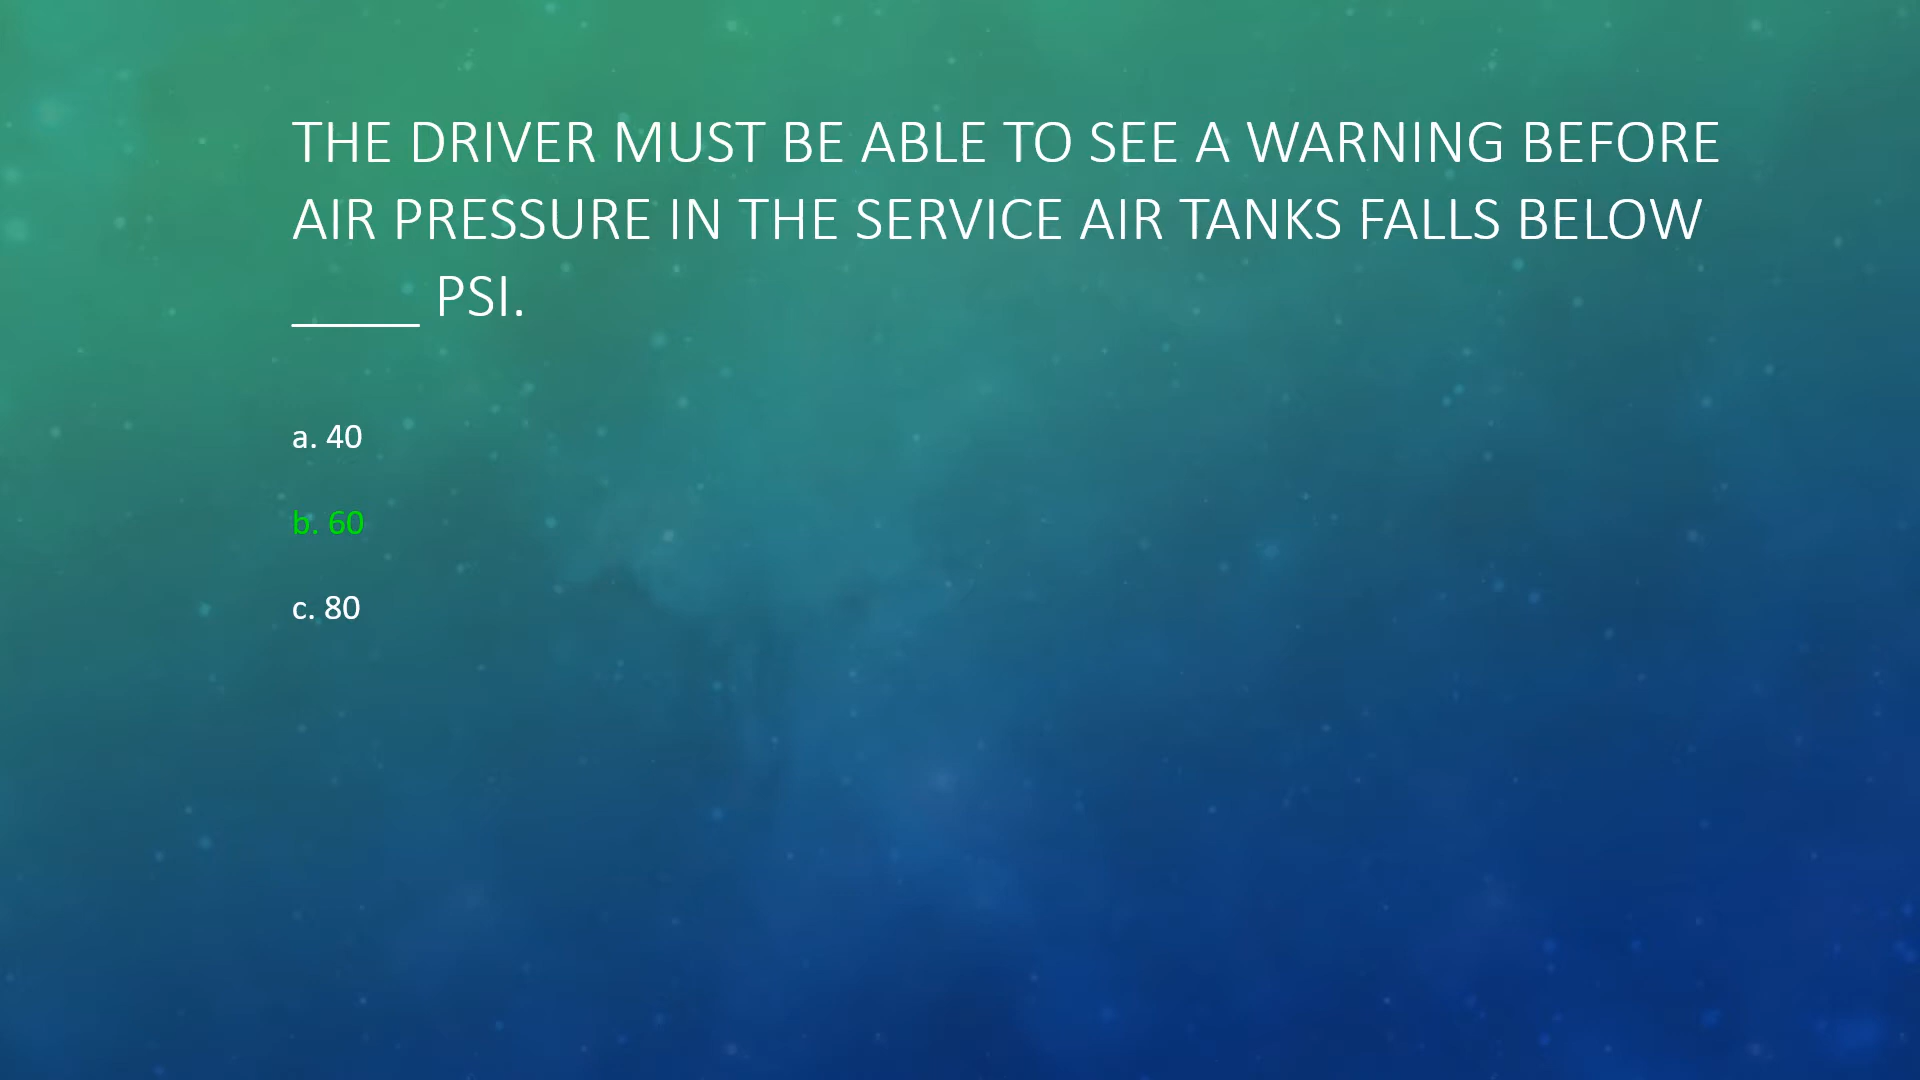 THE DRIVER MUST BE ABLE TO SEE A WARNING BEFORE
AIR PRESSURE IN THE SERVICE AIR TANKS FALLS BELOW
_____ PSI.
a. 40
b. 60
c. 80